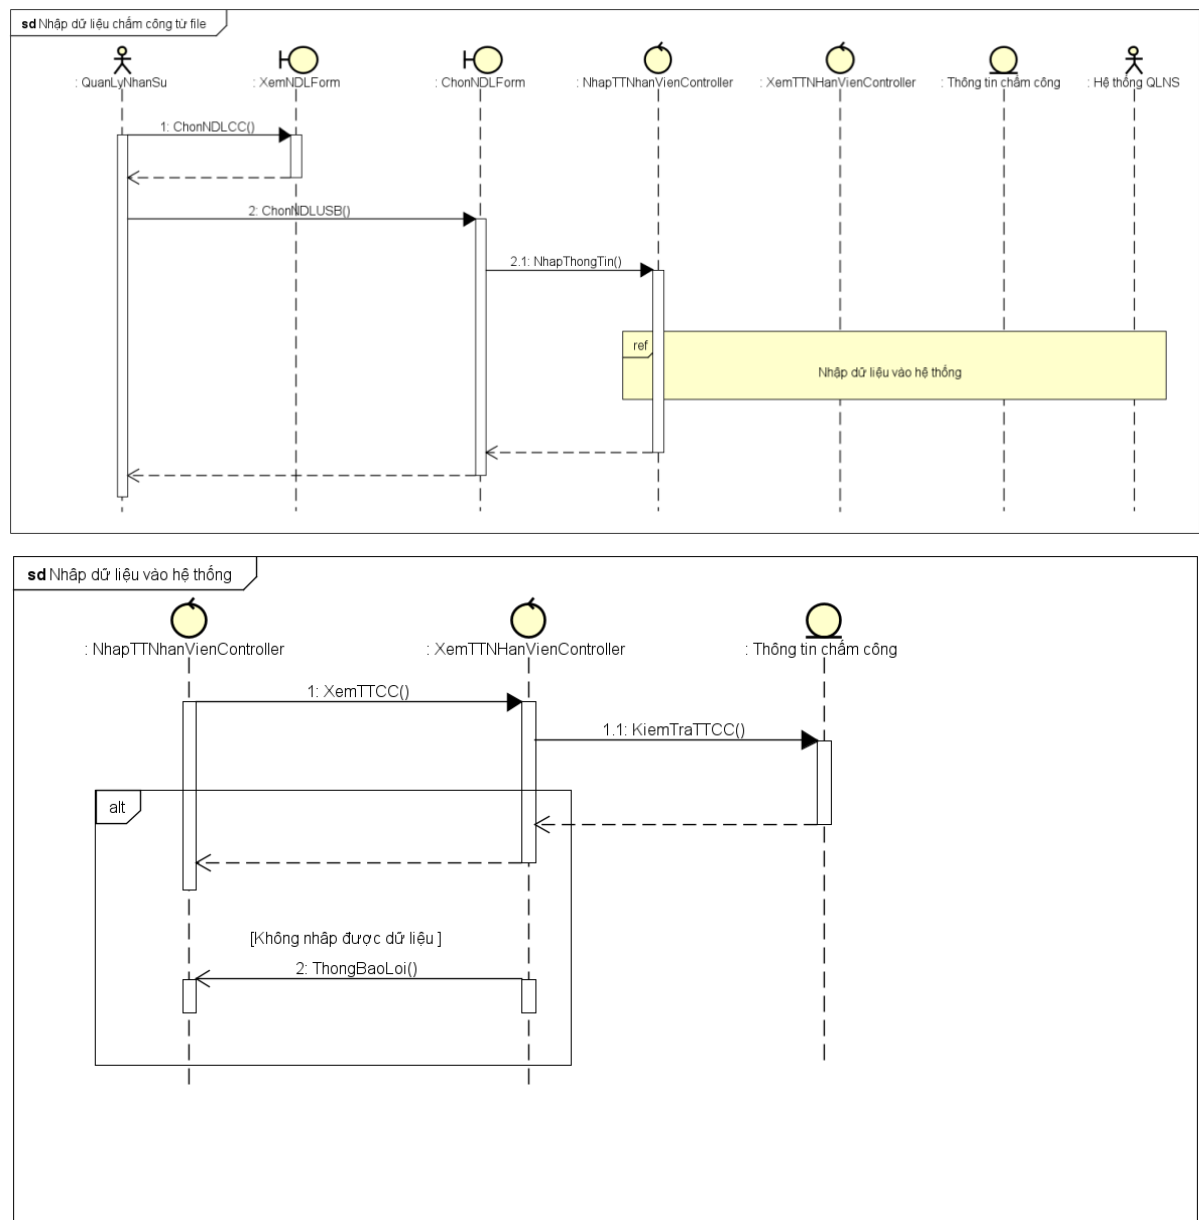 sd Nhập dữ liệu chấm công từ file
: QuanLyNhanSu
: XemNDLForm
: ChonNDLForm
: NhapTTNhanVienController
: XemTTNHanVienController
: Thông tin chấm công
: Hệ thống QLNS
1: ChonNDLCC()
2: ChonNDLUSB()
2.1: NhapThongTin()
ref
Nhập dữ liệu vào hệ thống
sd Nhâp dữ liệu vào hệ thống
: NhapTTNhanVienController
: XemTTNHanVienController
: Thông tin chấm công
1: XemTTCC()
1.1: KiemTraTTCC()
alt
[Không nhâp được dữ liệu ]
2: ThongBaoLoi()